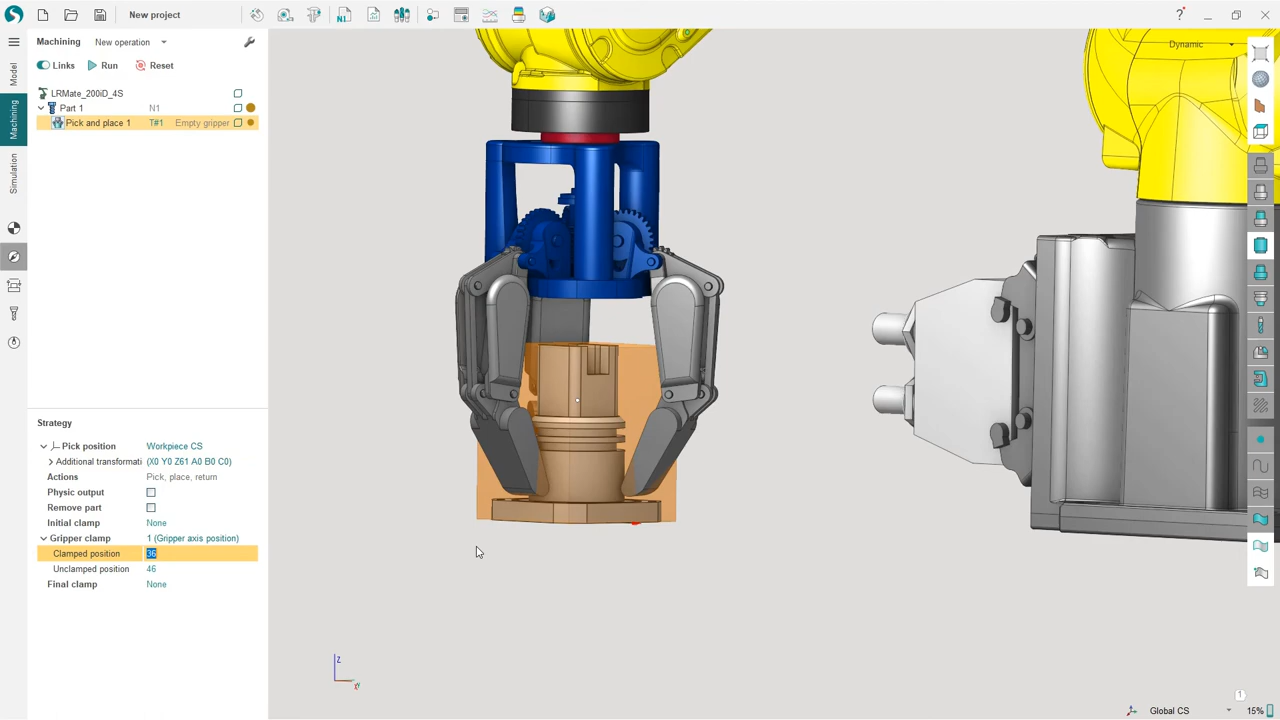 New project
Machining
New operation
Links
Run
Reset
LRMate_200iD_4S
Part 1
N1
Pick and place 1
T#1
Empty gripper
Model
Machining
Simulation
Strategy
Pick position
Workpiece CS
Additional transformati
(X0 Y0 Z61 A0 B0 C0)
Actions
Pick, place, return
Physic output
Remove part
Initial clamp
None
Gripper clamp
1 (Gripper axis position)
Clamped position
36
Unclamped position
46
Final clamp
None
Dynamic
Z
1
Global CS
15%